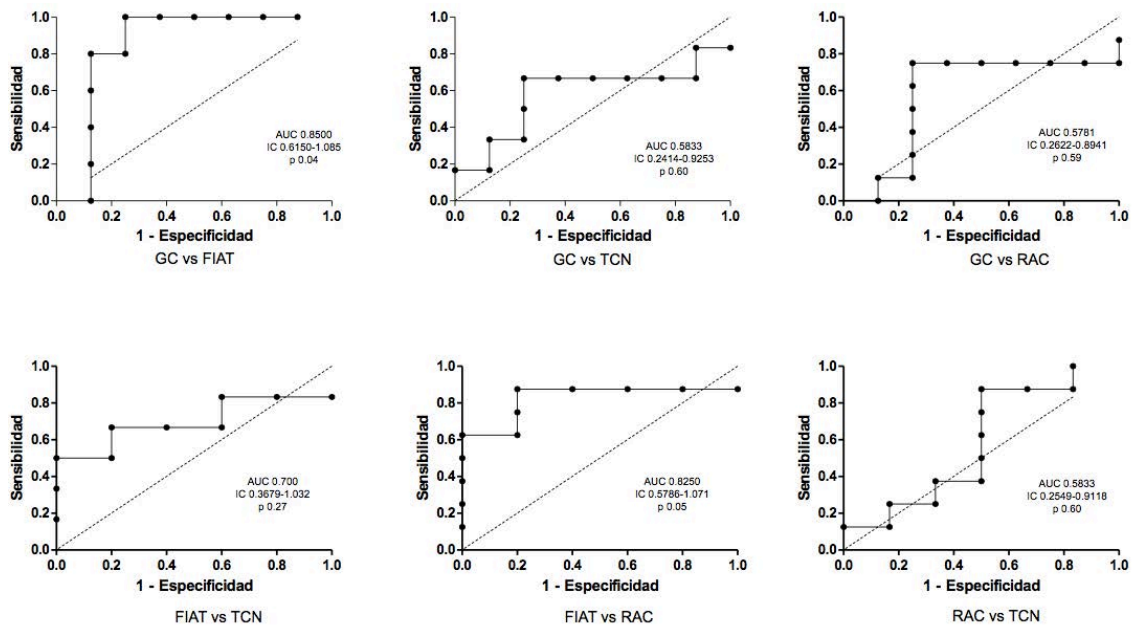 1.0
0.8
0.6
0.4
0.2
0.0
Sensibilidad
AUC 0.8500
IC 0.6150-1.085
p 0.04
0.0 0.2 0.4 0.6 0.8 1.0
1 - Especificidad
GC vs FIAT
1.0
0.8
0.6
0.4
0.2
0.0
Sensibilidad
AUC 0.5833
IC 0.2414-0.9253
p 0.60
0.0 0.2 0.4 0.6 0.8 1.0
1 - Especificidad
GC vs TCN
1.0
0.8
0.6
0.4
0.2
0.0
Sensibilidad
AUC 0.5781
IC 0.2622-0.8941
p 0.59
0.0 0.2 0.4 0.6 0.8 1.0
1 - Especificidad
GC vs RAC
1.0
0.8
0.6
0.4
0.2
0.0
Sensibilidad
AUC 0.700
IC 0.3679-1.032
p 0.27
0.0 0.2 0.4 0.6 0.8 1.0
1 - Especificidad
FIAT vs TCN
1.0
0.8
0.6
0.4
0.2
0.0
Sensibilidad
AUC 0.8250
IC 0.5786-1.071
p 0.05
0.0 0.2 0.4 0.6 0.8 1.0
1 - Especificidad
FIAT vs RAC
1.0
0.8
0.6
0.4
0.2
0.0
Sensibilidad
AUC 0.5833
IC 0.2549-0.9118
p 0.60
0.0 0.2 0.4 0.6 0.8 1.0
1 - Especificidad
RAC vs TCN